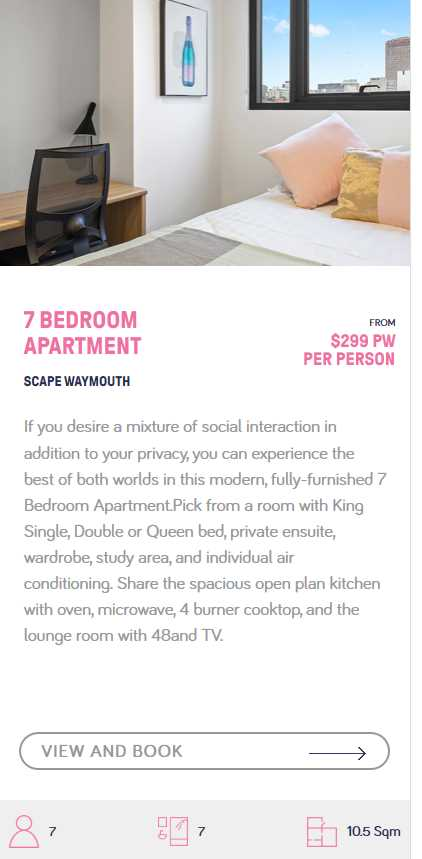 7 BEDROOM
APARTMENT
FROM
$299 PW
PER PERSON
SCAPE WAYMOUTH
If you desire a mixture of social interaction in
addition to your privacy, you can experience the
best of both worlds in this modern, fully-furnished 7
Bedroom Apartment.Pick from a room with King
Single, Double or Queen bed, private ensuite,
wardrobe, study area, and individual air
conditioning. Share the spacious open plan kitchen
with oven, microwave, 4 burner cooktop, and the
lounge room with 48and TV.
VIEW AND BOOK
7
7
10.5 Sqm